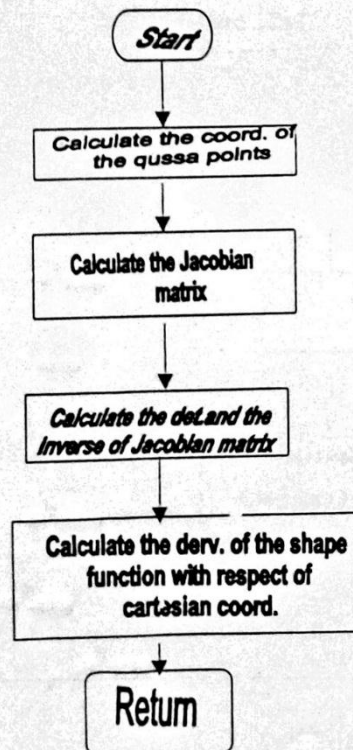 Start
Calculate the coord. of
the qussa points
Calculate the Jacobian
matrix
Calculate the det.and the
Inverse of Jacobian matrix
Calculate the derv. of the shape
function with respect of
cartasian coord.
Return